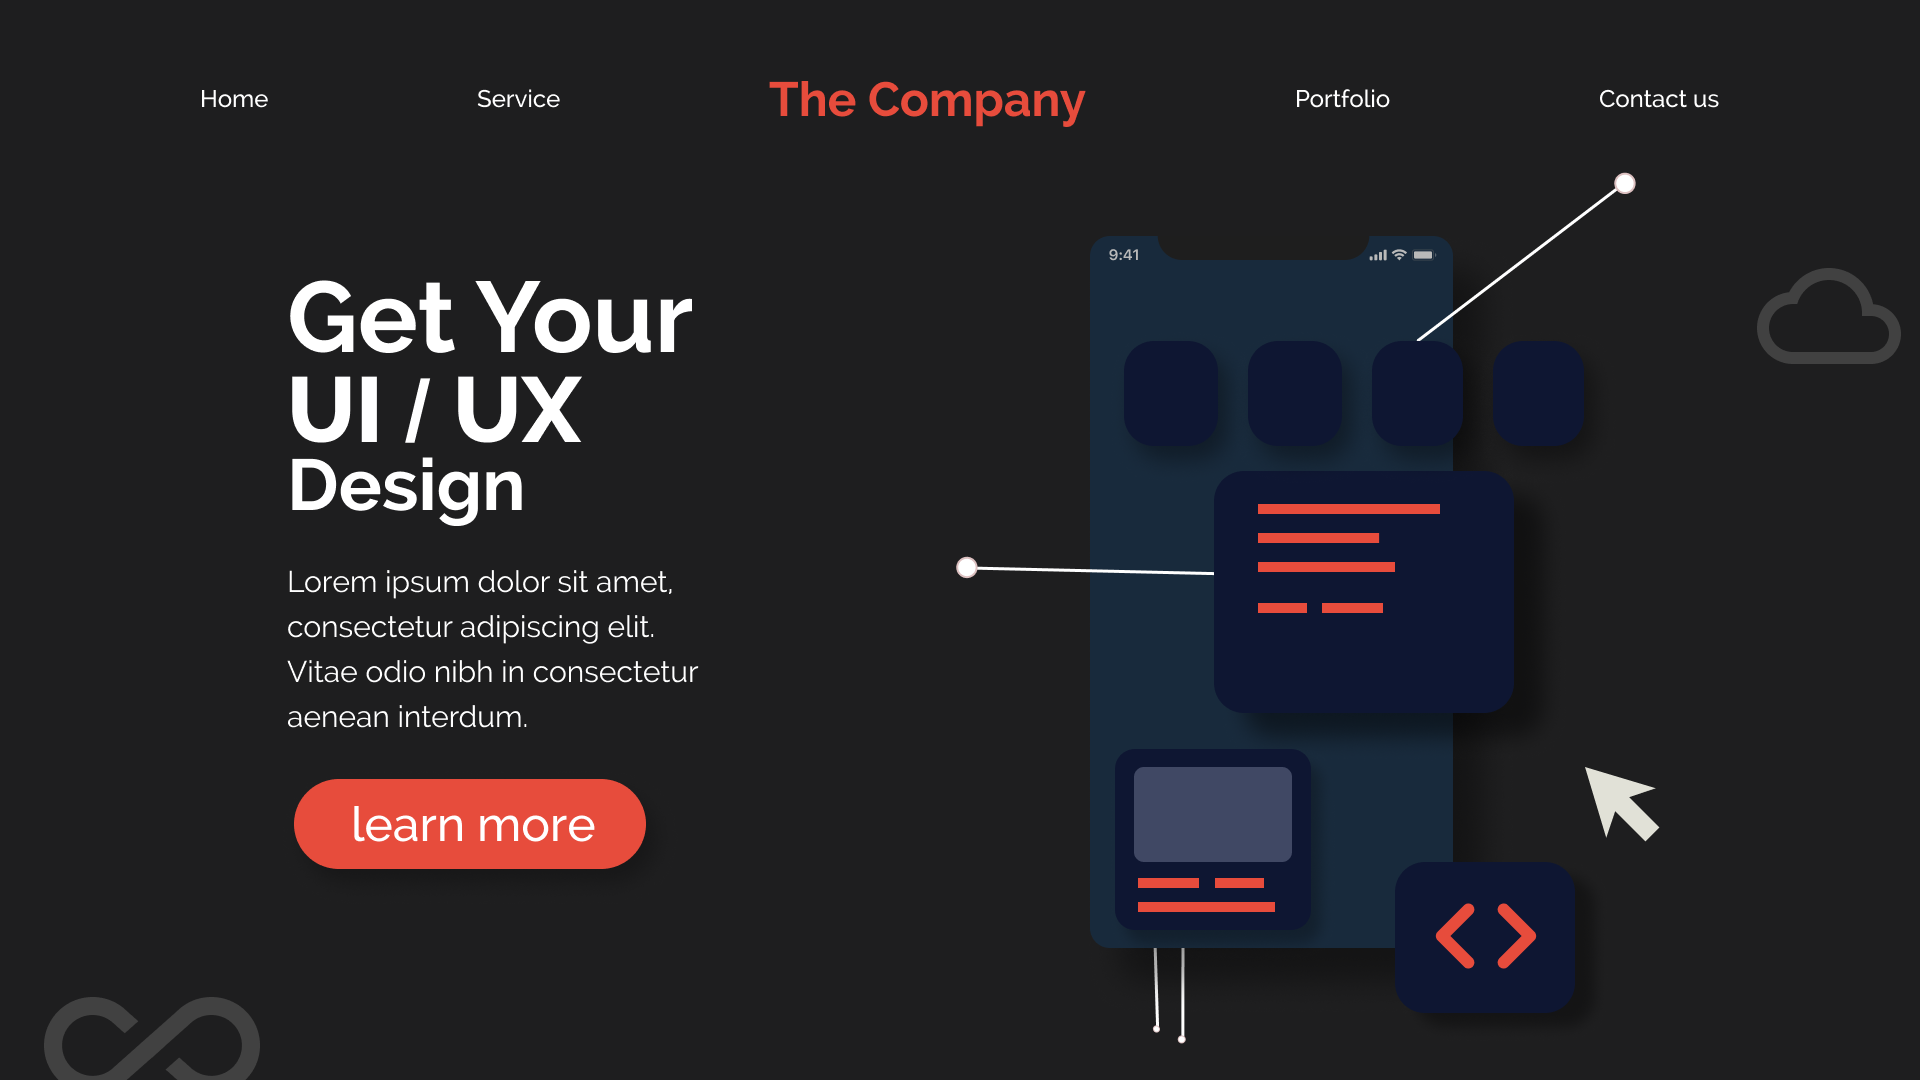 Home
Service
The Company
Portfolio
Contact us
9:41
Get Your
UI / UX
Design
Lorem ipsum dolor sit amet,
consectetur adipiscing elit.
Vitae odio nibh in consectetur
aenean interdum.
learn more